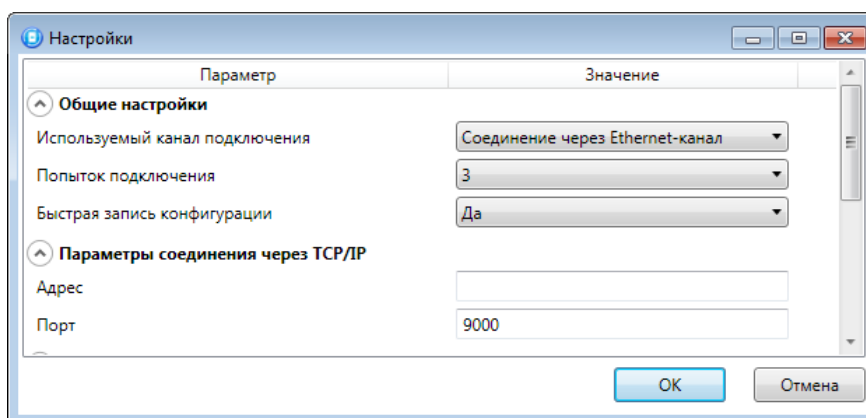 Настройки
Параметр Значение
Общие настройки
Используемый канал подключения Соединение через Ethernet-канал
Попыток подключения 3
Быстрая запись конфигурации Да
Параметры соединения через TCP/IP
Адрес
Порт 9000
OK Отмена